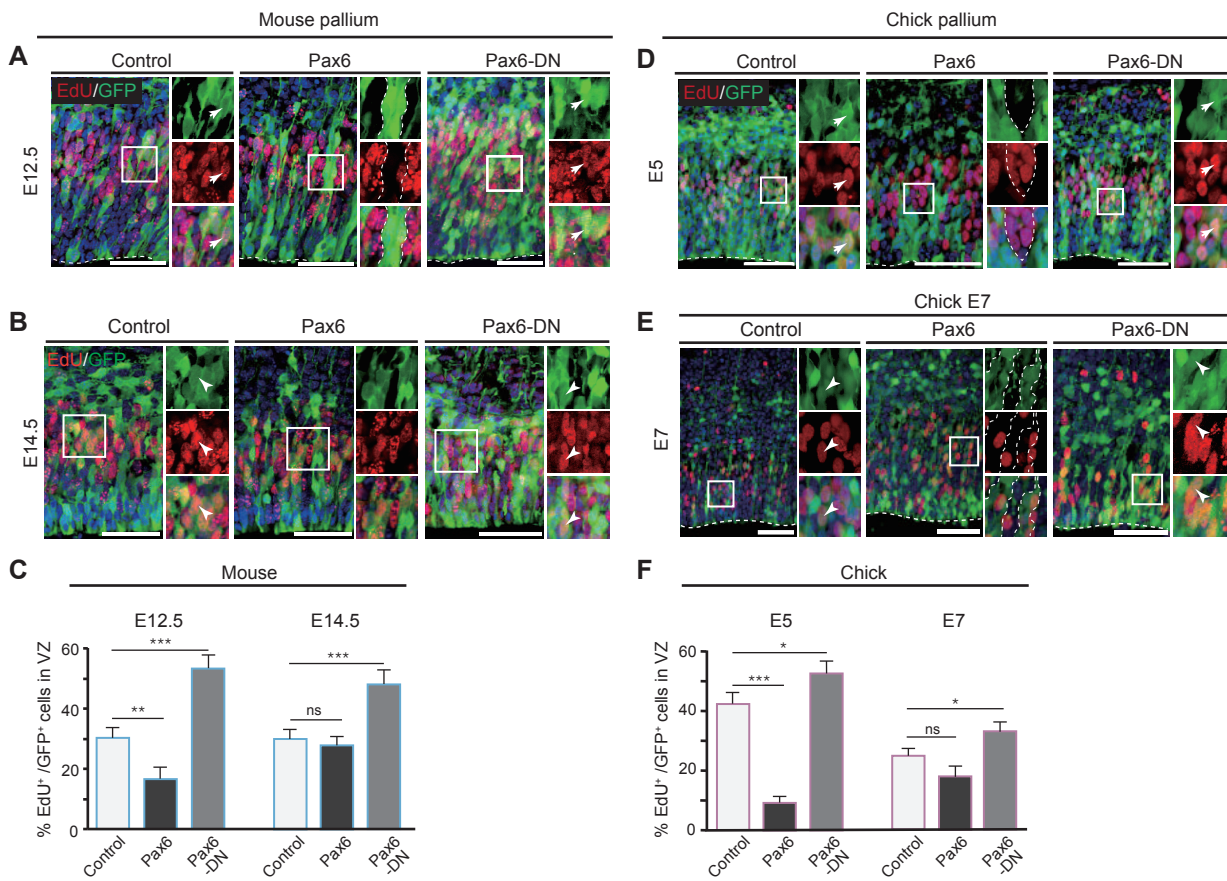 Mouse pallium
A
Control
Pax6
Pax6-DN
EdU/GFP
E12.5
B
Control
Pax6
Pax6-DN
EdU/GFP
E14.5
C
Mouse
E12.5
E14.5
% EdU⁺ /GFP⁺ cells in VZ
60
40
20
0
***
**
***
ns
Control
Pax6
Pax6
-DN
Control
Pax6
Pax6
-DN
Chick pallium
D
Control
Pax6
Pax6-DN
EdU/GFP
E5
Chick E7
E
Control
Pax6
Pax6-DN
E7
F
Chick
E5
E7
% EdU⁺ /GFP⁺ cells in VZ
60
40
20
0
*
***
*
ns
Control
Pax6
Pax6
-DN
Control
Pax6
Pax6
-DN